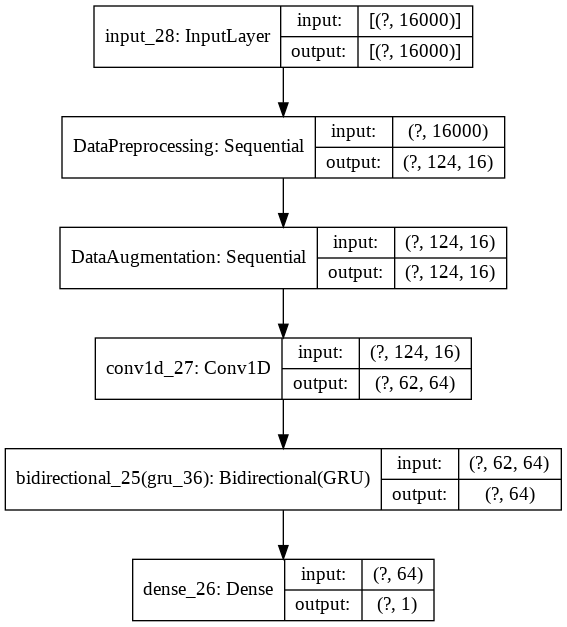 input_28: InputLayer
input: [(?, 16000)]
output: [(?, 16000)]
DataPreprocessing: Sequential
input: (?, 16000)
output: (?, 124, 16)
DataAugmentation: Sequential
input: (?, 124, 16)
output: (?, 124, 16)
conv1d_27: Conv1D
input: (?, 124, 16)
output: (?, 62, 64)
bidirectional_25(gru_36): Bidirectional(GRU)
input: (?, 62, 64)
output: (?, 64)
dense_26: Dense
input: (?, 64)
output: (?, 1)